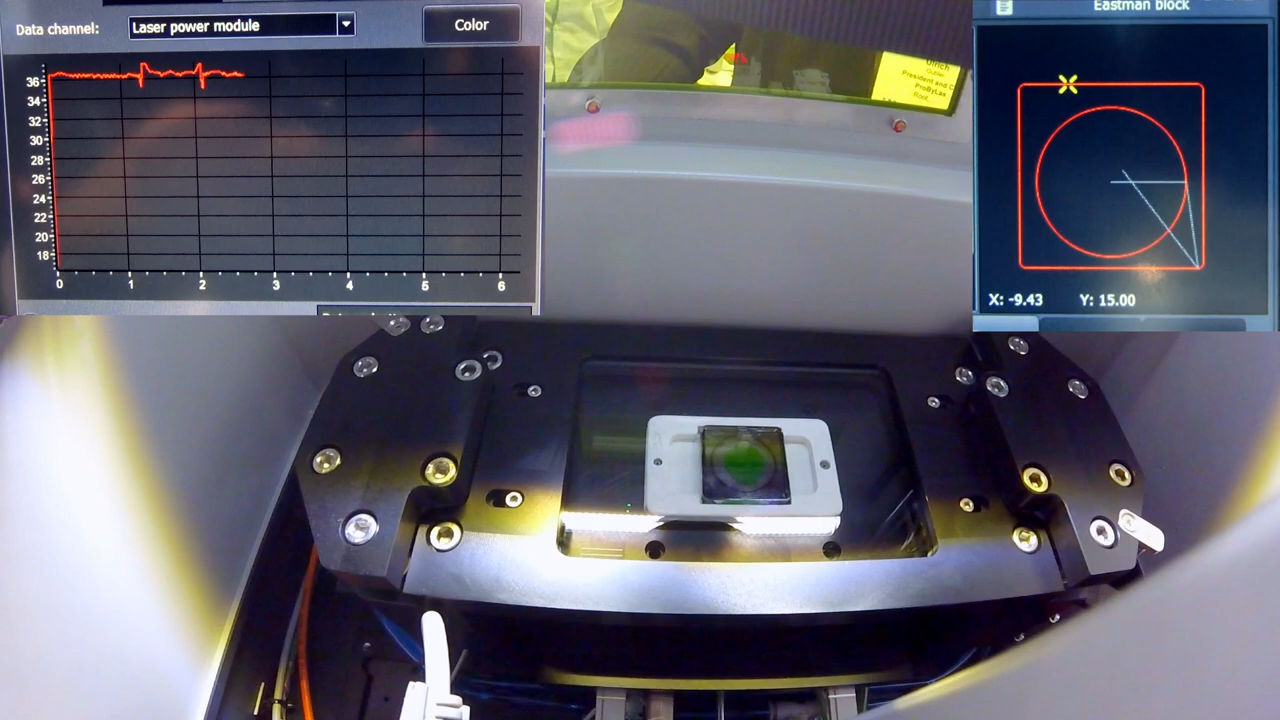 Data channel:
Laser power module
Color
36
34
32
30
28
26
24
22
20
18
0
1
2
3
4
5
6
Ulrich
President and C
ProByLas
Root
Eastman block
X: -9.43
Y: 15.00